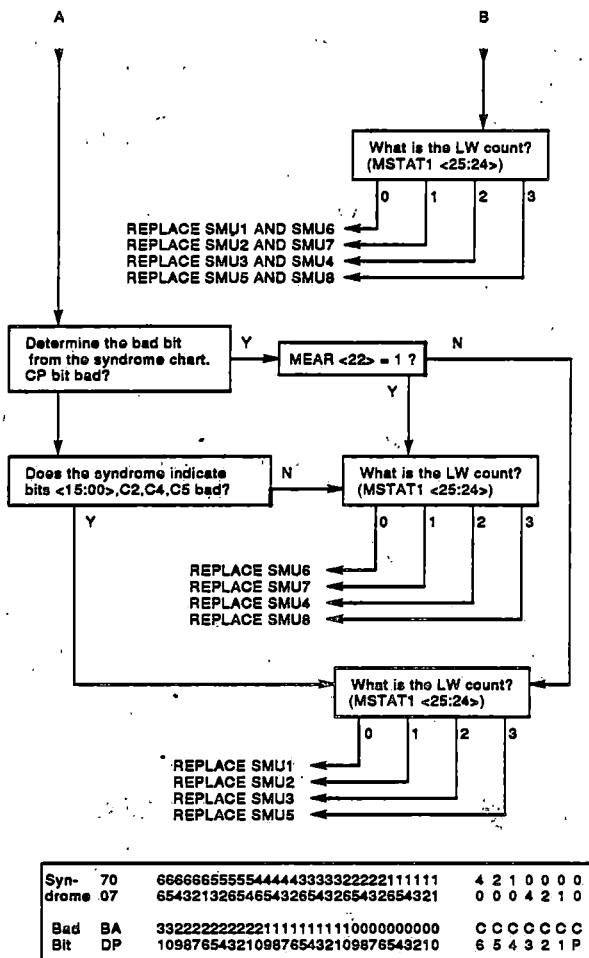 A
B
What is the LW count?
(MSTAT1 <25:24>)
0 1 2 3
REPLACE SMU1 AND SMU6
REPLACE SMU2 AND SMU7
REPLACE SMU3 AND SMU4
REPLACE SMU5 AND SMU8
Determine the bad bit
from the syndrome chart.
CP bit bad?
Y
MEAR <22> = 1 ?
N
Y
Does the syndrome indicate
bits <15:00>,C2,C4,C5 bad?
N
Y
What is the LW count?
(MSTAT1 <25:24>)
0 1 2 3
REPLACE SMU6
REPLACE SMU7
REPLACE SMU4
REPLACE SMU8
What is the LW count?
(MSTAT1 <25:24>)
0 1 2 3
REPLACE SMU1
REPLACE SMU2
REPLACE SMU3
REPLACE SMU5
Syn- 70 66666655555444443333322222111111 4 2 1 0 0 0 0
drome 07 65432132654654326543265432654321 0 0 0 4 2 1 0
Bad BA 33222222222211111111110000000000 C C C C C C C
Bit DP 10987654321098765432109876543210 6 5 4 3 2 1 P